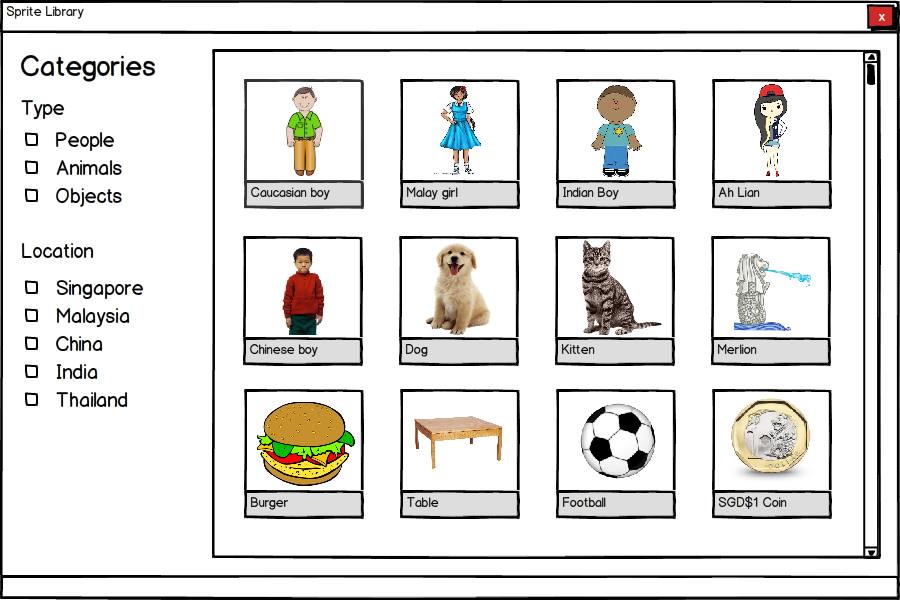 Sprite Library
x
Categories
Type
People
Animals
Objects
Location
Singapore
Malaysia
China
India
Thailand
Caucasian boy
Malay girl
Indian Boy
Ah Lian
Chinese boy
Dog
Kitten
Merlion
Burger
Table
Football
SGD$1 Coin